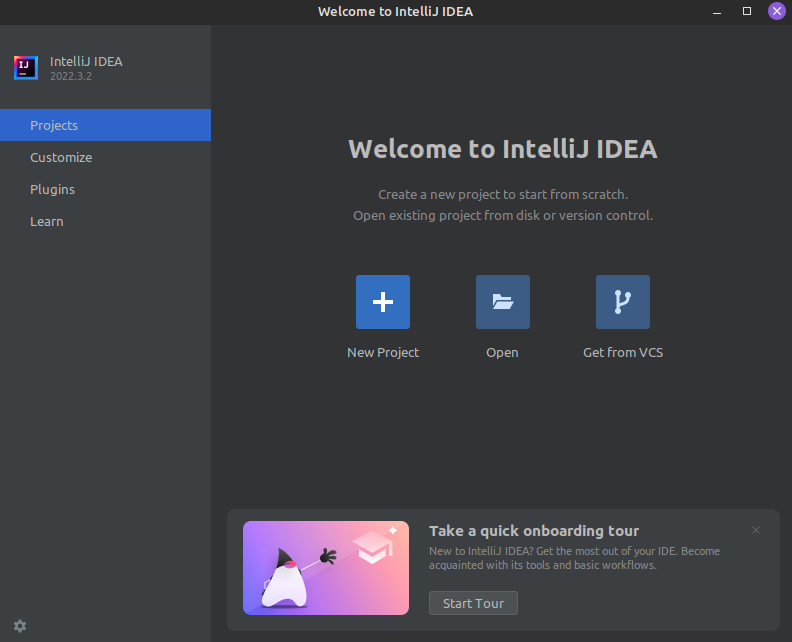 Welcome to IntelliJ IDEA
IJ
IntelliJ IDEA
2022.3.2
Projects
Customize
Plugins
Learn
Welcome to IntelliJ IDEA
Create a new project to start from scratch.
Open existing project from disk or version control.
New Project
Open
Get from VCS
Take a quick onboarding tour
New to IntelliJ IDEA? Get the most out of your IDE. Become
acquainted with its tools and basic workflows.
Start Tour